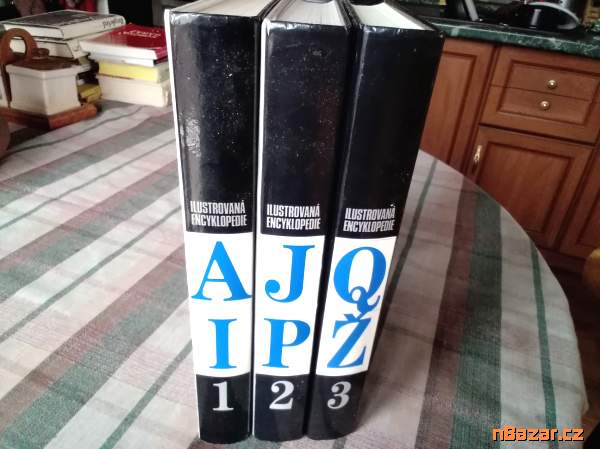 ILUSTROVANÁ
ENCYKLOPEDIE
A
I
1
ILUSTROVANÁ
ENCYKLOPEDIE
J
P
2
ILUSTROVANÁ
ENCYKLOPEDIE
Q
Ž
3
nBazar.cz